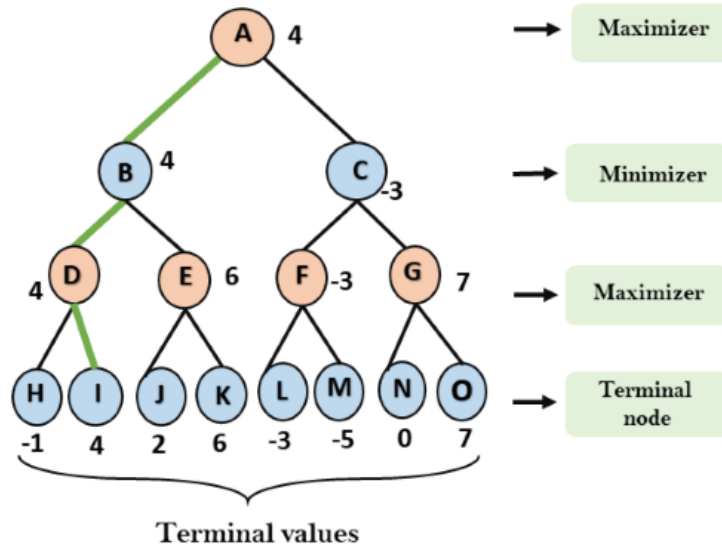 A 4 Maximizer
B 4 C -3 Minimizer
4 D E 6 F -3 G 7 Maximizer
H I J K L M N O Terminal
node
-1 4 2 6 -3 -5 0 7
Terminal values